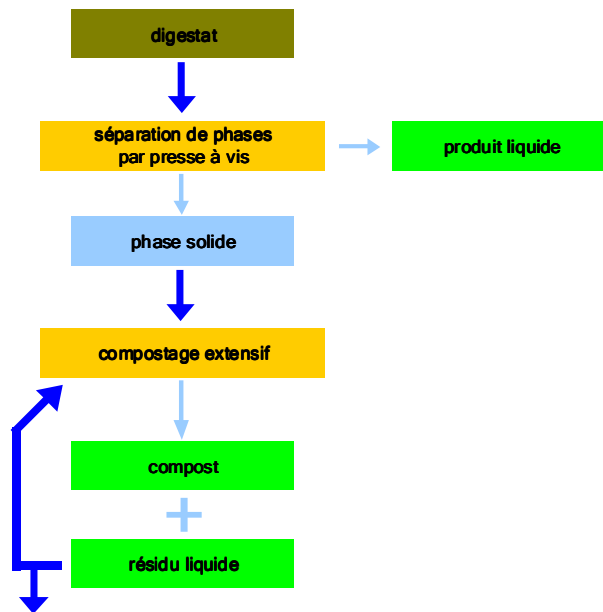 digestat
séparation de phases
par presse à vis
produit liquide
phase solide
compostage extensif
compost
+
résidu liquide